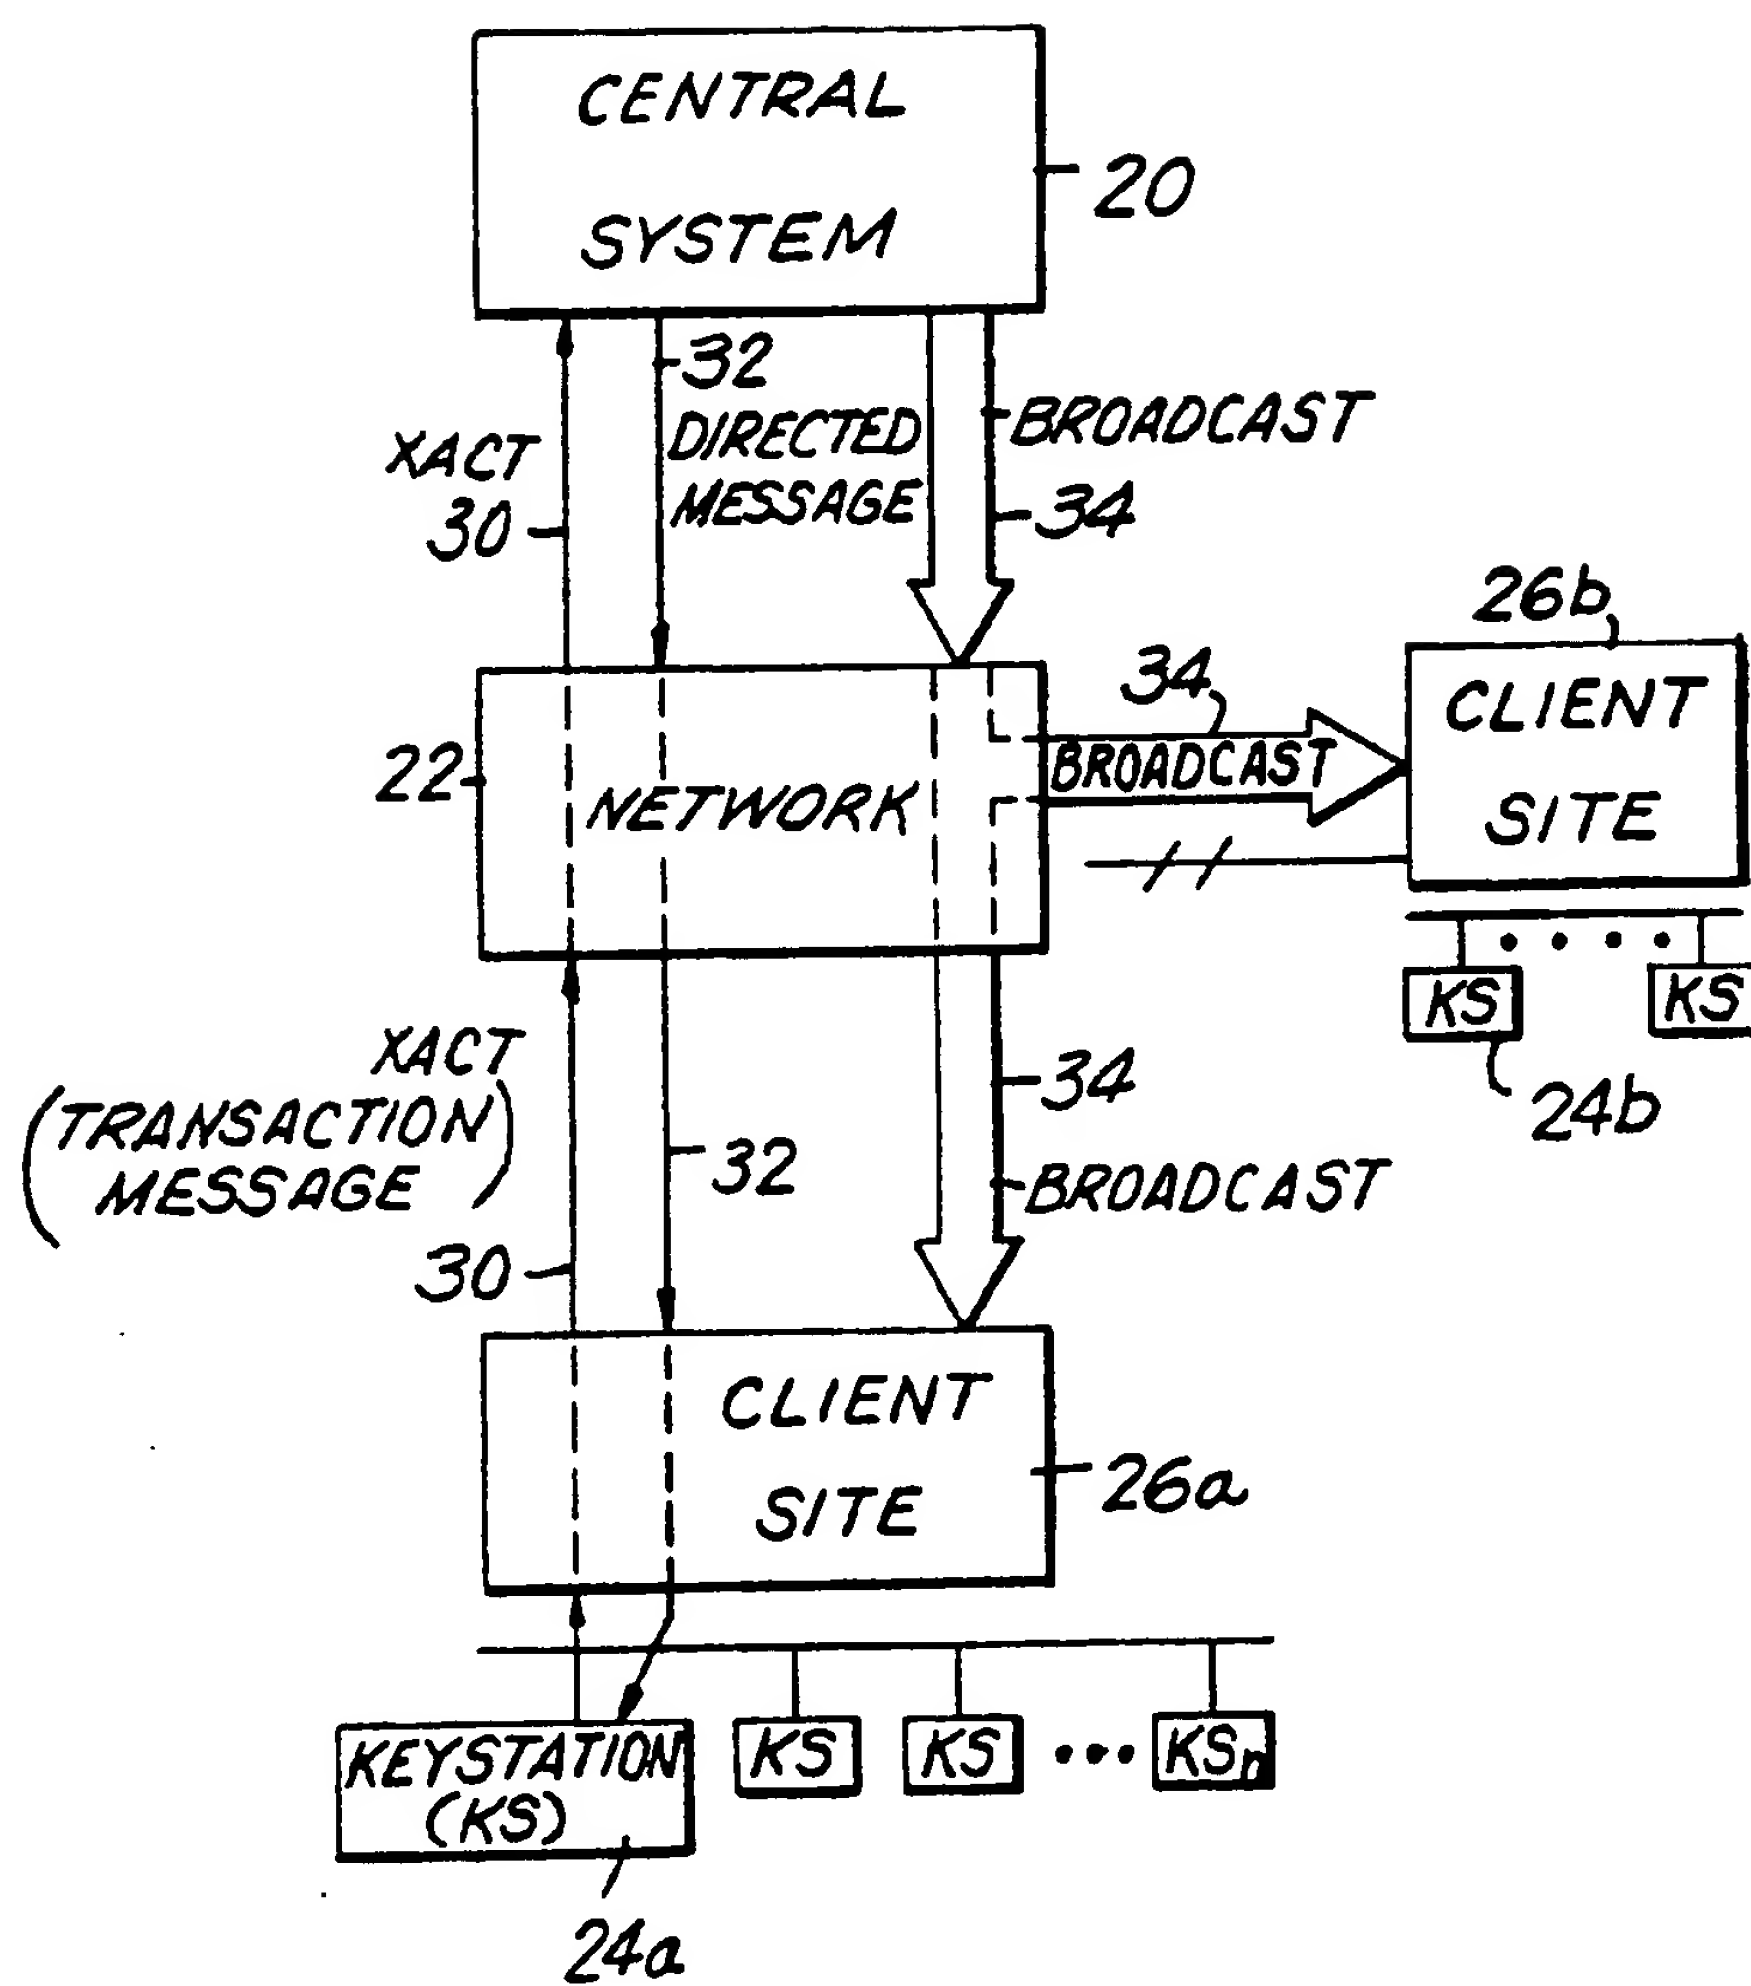 CENTRAL
SYSTEM
20
32
DIRECTED
MESSAGE
BROADCAST
34
XACT
30
26b
CLIENT
SITE
34
BROADCAST
22
NETWORK
KS
KS
24b
XACT
(TRANSACTION
MESSAGE)
30
32
34
BROADCAST
CLIENT
SITE
26a
KEYSTATION
(KS)
KS
KS
KSn
24a